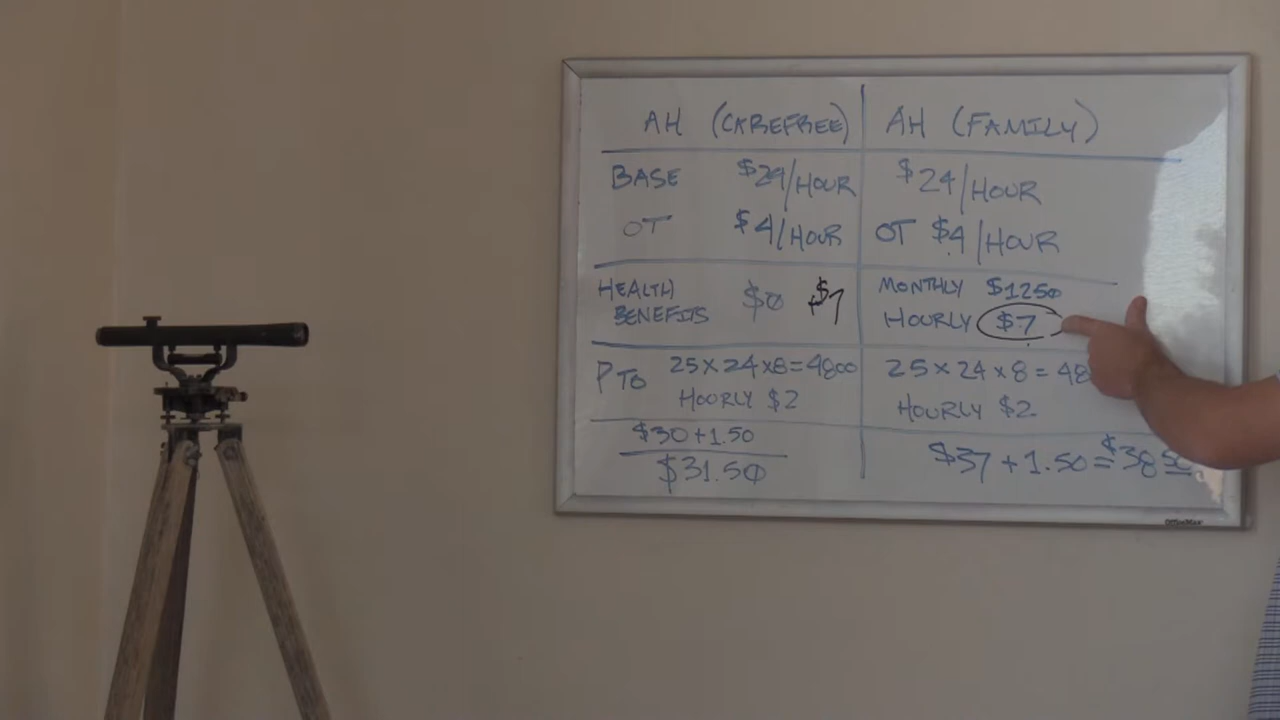 AH (CAREFREE) AH (FAMILY)
BASE $24/HOUR $24/HOUR
OT $4/HOUR OT $4/HOUR
HEALTH BENEFITS $0 $7
MONTHLY $1250
HOURLY $7
PTO 25×24×8=4800
HOURLY $2
25×24×8=48
HOURLY $2
$30+1.50
$31.50
$37+1.50=$38.50